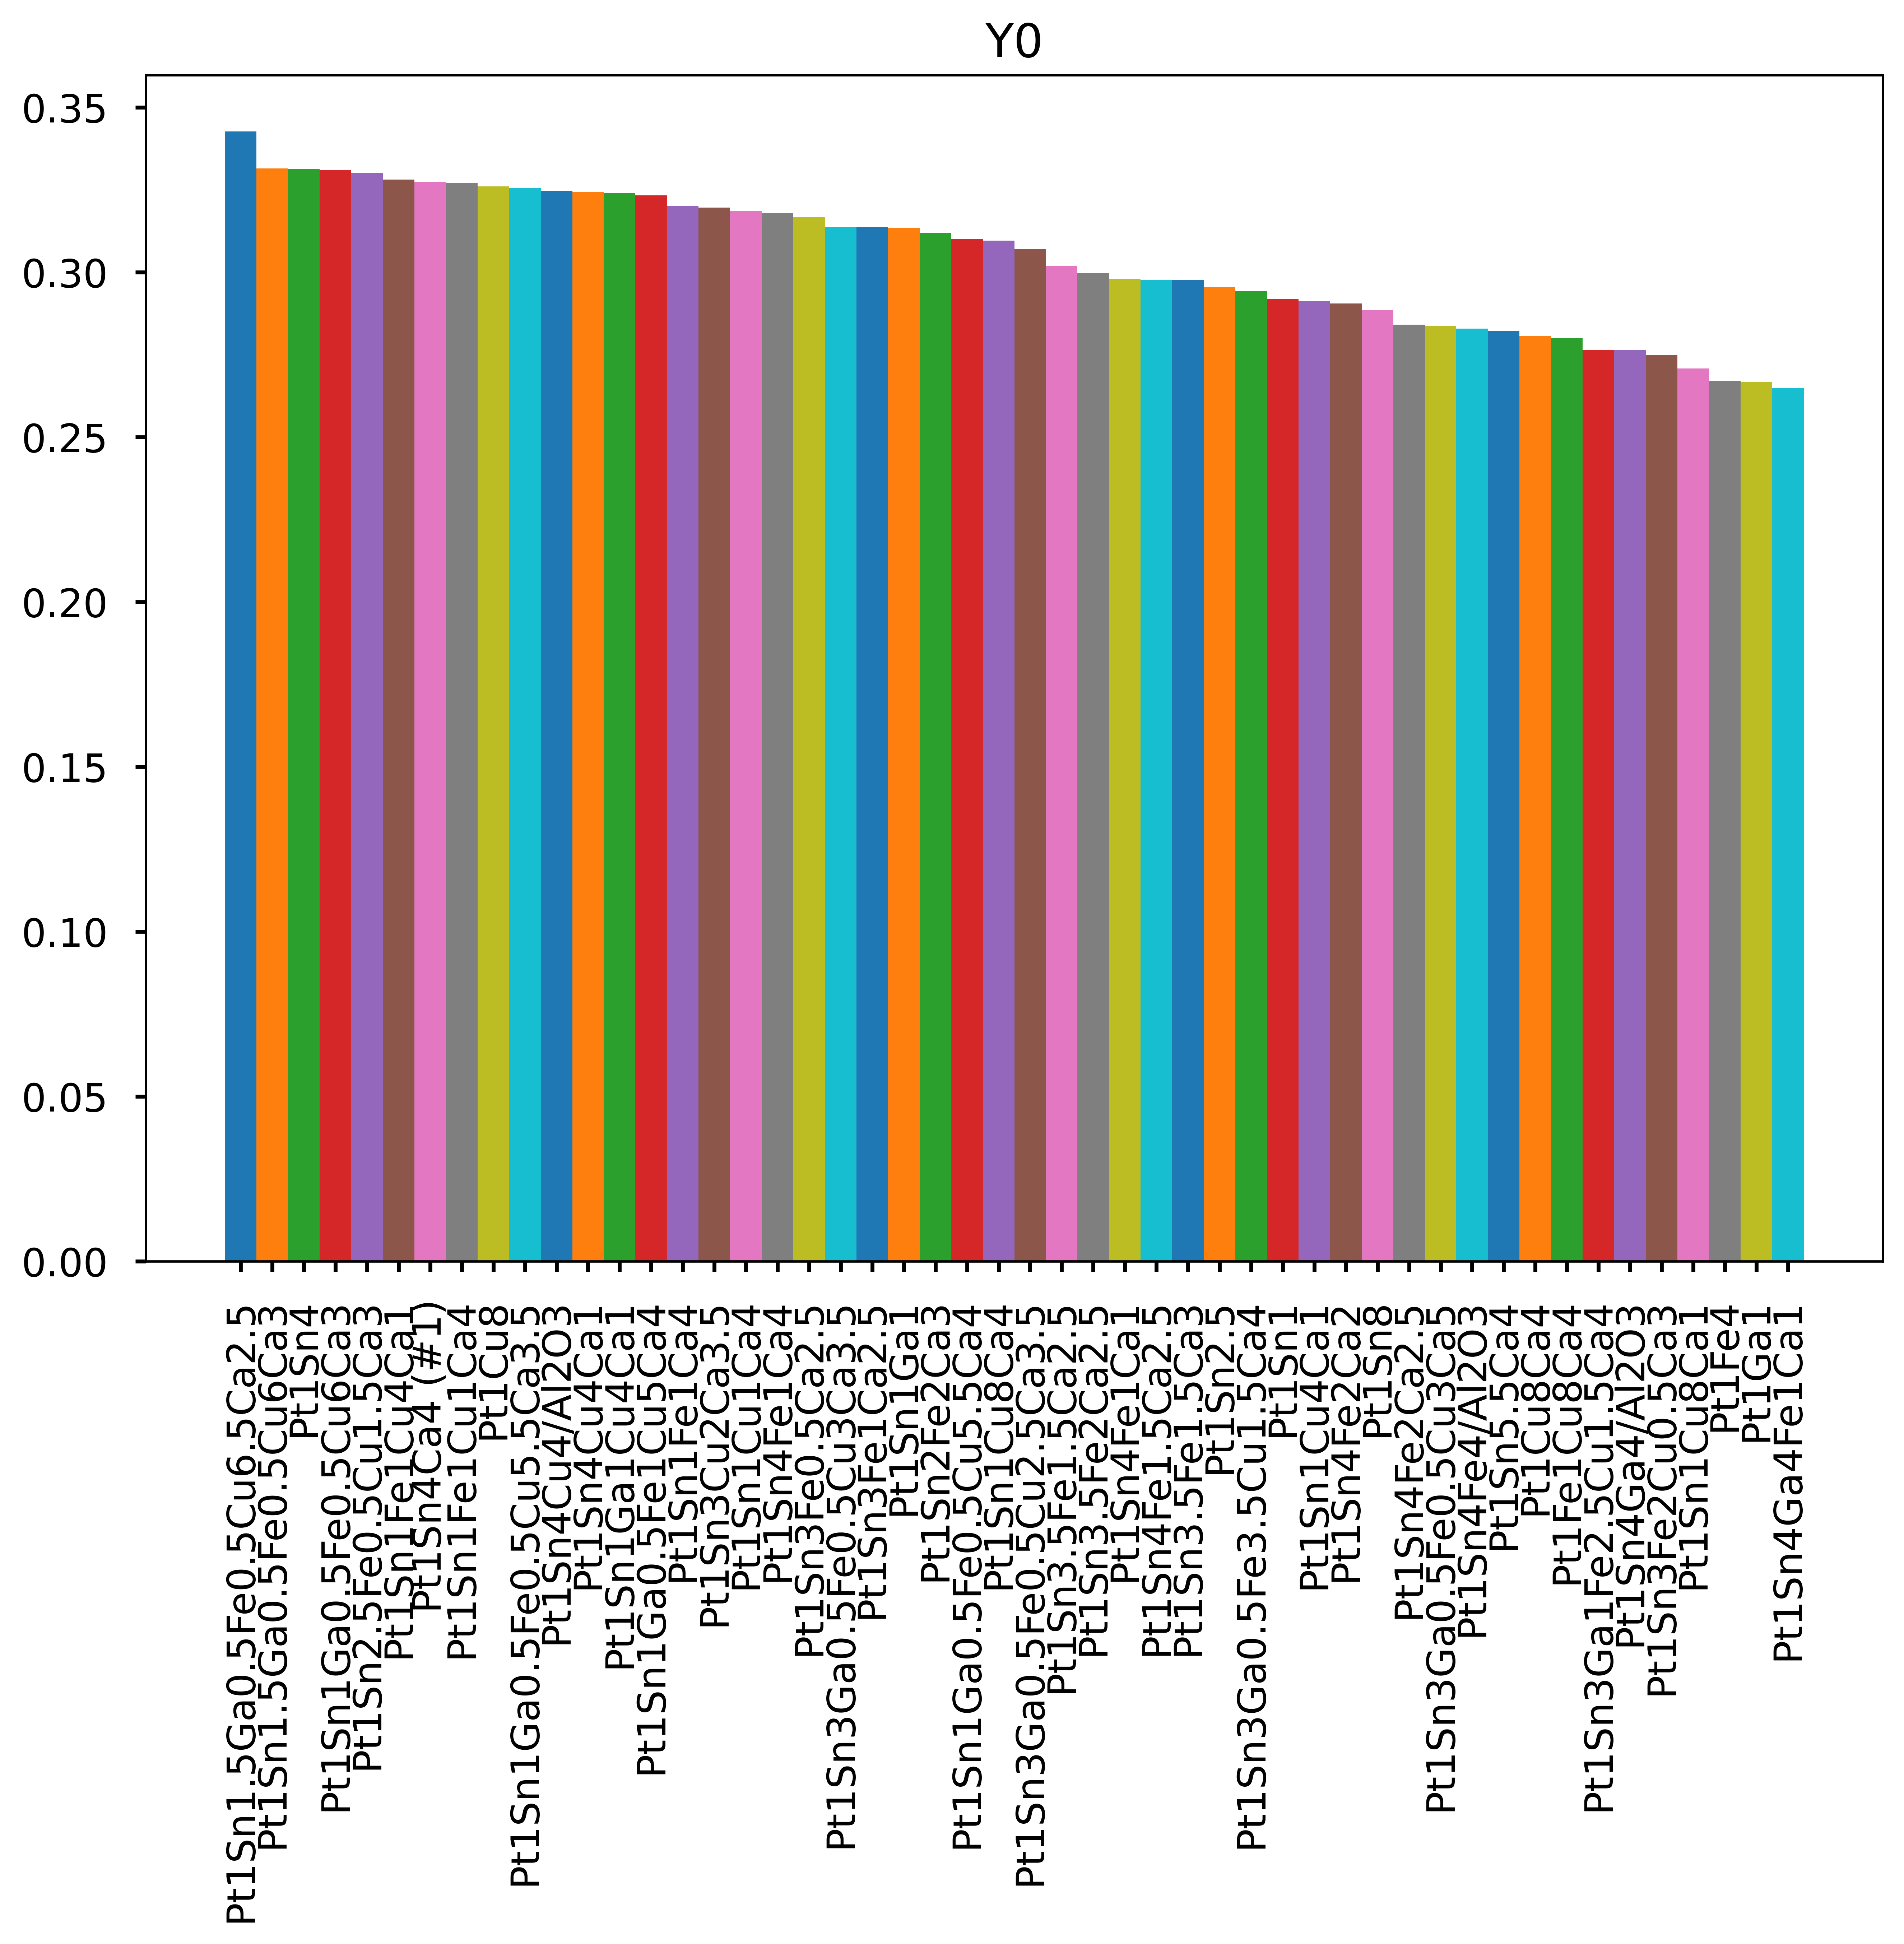 Y0
0.35
0.30
0.25
0.20
0.15
0.10
0.05
0.00
Pt1Sn1.5Ga0.5Fe0.5Cu6.5Ca2.5
Pt1Sn1.5Ga0.5Fe0.5Cu6Ca3
Pt1Sn4
Pt1Sn1Ga0.5Fe0.5Cu6Ca3
Pt1Sn2.5Fe0.5Cu1.5Ca3
Pt1Sn1Fe1Cu4Ca1
Pt1Sn4Ca4 (#1)
Pt1Sn1Fe1Cu1Ca4
Pt1Cu8
Pt1Sn1Ga0.5Fe0.5Cu5.5Ca3.5
Pt1Sn4Cu4/Al2O3
Pt1Sn4Cu4Ca1
Pt1Sn1Ga1Cu4Ca1
Pt1Sn1Ga0.5Fe1Cu5Ca4
Pt1Sn1Fe1Ca4
Pt1Sn3Cu2Ca3.5
Pt1Sn1Cu1Ca4
Pt1Sn4Fe1Ca4
Pt1Sn3Fe0.5Ca2.5
Pt1Sn3Ga0.5Fe0.5Cu3Ca3.5
Pt1Sn3Fe1Ca2.5
Pt1Sn1Ga1
Pt1Sn2Fe2Ca3
Pt1Sn1Ga0.5Fe0.5Cu5.5Ca4
Pt1Sn1Cu8Ca4
Pt1Sn3Ga0.5Fe0.5Cu2.5Ca3.5
Pt1Sn3.5Fe1.5Ca2.5
Pt1Sn3.5Fe2Ca2.5
Pt1Sn4Fe1Ca1
Pt1Sn4Fe1.5Ca2.5
Pt1Sn3.5Fe1.5Ca3
Pt1Sn2.5
Pt1Sn3Ga0.5Fe3.5Cu1.5Ca4
Pt1Sn1
Pt1Sn1Cu4Ca1
Pt1Sn4Fe2Ca2
Pt1Sn8
Pt1Sn4Fe2Ca2.5
Pt1Sn3Ga0.5Fe0.5Cu3Ca5
Pt1Sn4Fe4/Al2O3
Pt1Sn5.5Ca4
Pt1Cu8Ca4
Pt1Fe1Cu8Ca4
Pt1Sn3Ga1Fe2.5Cu1.5Ca4
Pt1Sn4Ga4/Al2O3
Pt1Sn3Fe2Cu0.5Ca3
Pt1Sn1Cu8Ca1
Pt1Fe4
Pt1Ga1
Pt1Sn4Ga4Fe1Ca1